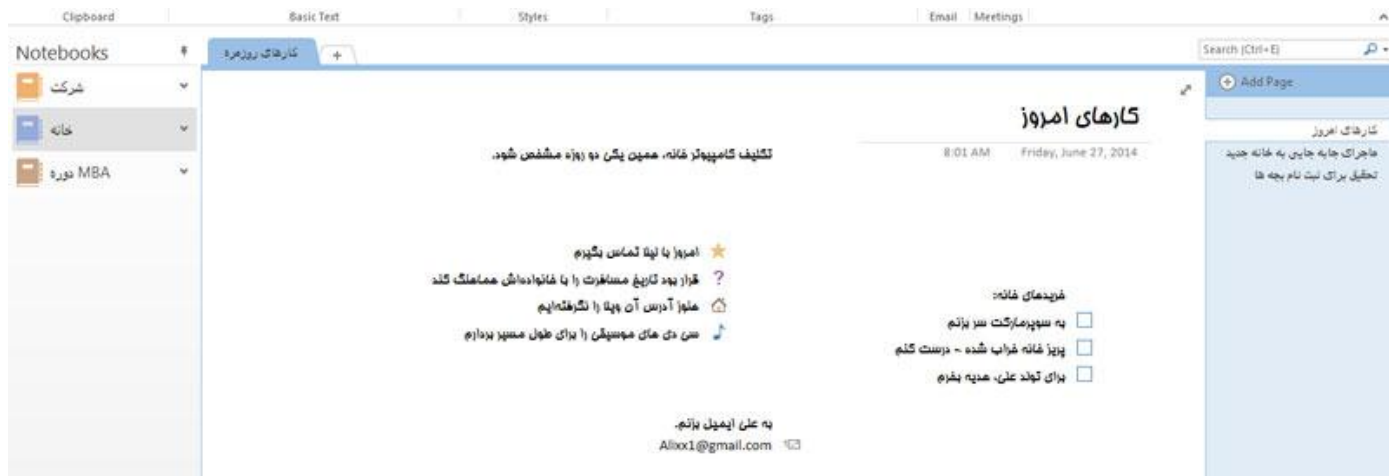 Clipboard
Basic Text
Styles
Tags
Email
Meetings
Notebooks
شرکت
خانه
دوره MBA
کارهای روزمره
+
Search (Ctrl+E)
Add Page
کارهای امروز
ماجرای جابه جایی به خانه جدید
تحقیق برای ثبت نام بچه ها
کارهای امروز
8:01 AM Friday, June 27, 2014
تکلیف کامپیوتر خانه، همین یکی دو روزه مشخص شود.
امروز با لیلا تماس بگیرم
قرار بود تاریخ مسافرت را با خانواده‌اش هماهنگ کند
هنوز آدرس آن ویلا را نگرفته‌ایم
سی دی های موسیقی را برای طول مسیر بردارم
خریدهای خانه:
به سوپرمارکت سر بزنم
پریز خانه خراب شده - درست کنم
برای تولد علی، هدیه بخرم
به علی ایمیل بزنم.
Alixx1@gmail.com